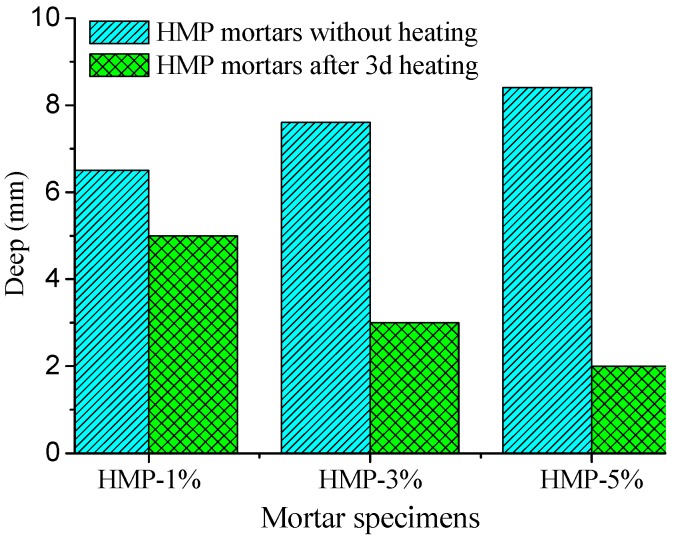 HMP mortars without heating
HMP mortars after 3d heating
10
8
6
4
2
0
Deep (mm)
HMP-1%
HMP-3%
HMP-5%
Mortar specimens